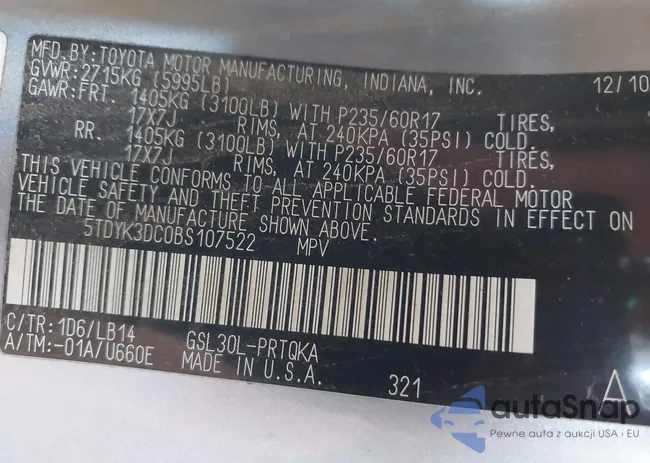 MFD. BY: TOYOTA MOTOR MANUFACTURING, INDIANA, INC. 12/10
GVWR: 2715KG (5995LB)
GAWR: FRT. 1405KG (3100LB) WITH P235/60R17 TIRES,
17X7J RIMS, AT 240KPA (35PSI) COLD.
RR. 1405KG (3100LB) WITH P235/60R17 TIRES,
17X7J RIMS, AT 240KPA (35PSI) COLD.
THIS VEHICLE CONFORMS TO ALL APPLICABLE FEDERAL MOTOR
VEHICLE SAFETY AND THEFT PREVENTION STANDARDS IN EFFECT ON
THE DATE OF MANUFACTURE SHOWN ABOVE.
5TDYK3DC0BS107522 MPV
C/TR: 1D6/LB14 GSL30L-PRTQKA
A/TM:-01A/U660E MADE IN U.S.A. 321 A
autaSnap
Pewne auta z aukcji USA i EU